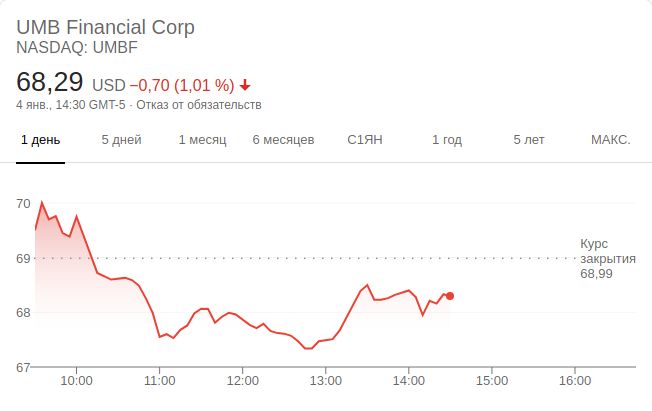 UMB Financial Corp
NASDAQ: UMBF
68,29 USD −0,70 (1,01 %)
4 янв., 14:30 GMT-5 · Отказ от обязательств
1 день 5 дней 1 месяц 6 месяцев С1ЯН 1 год 5 лет МАКС.
70
Курс
69 закрытия
68,99
68
67
10:00 11:00 12:00 13:00 14:00 15:00 16:00